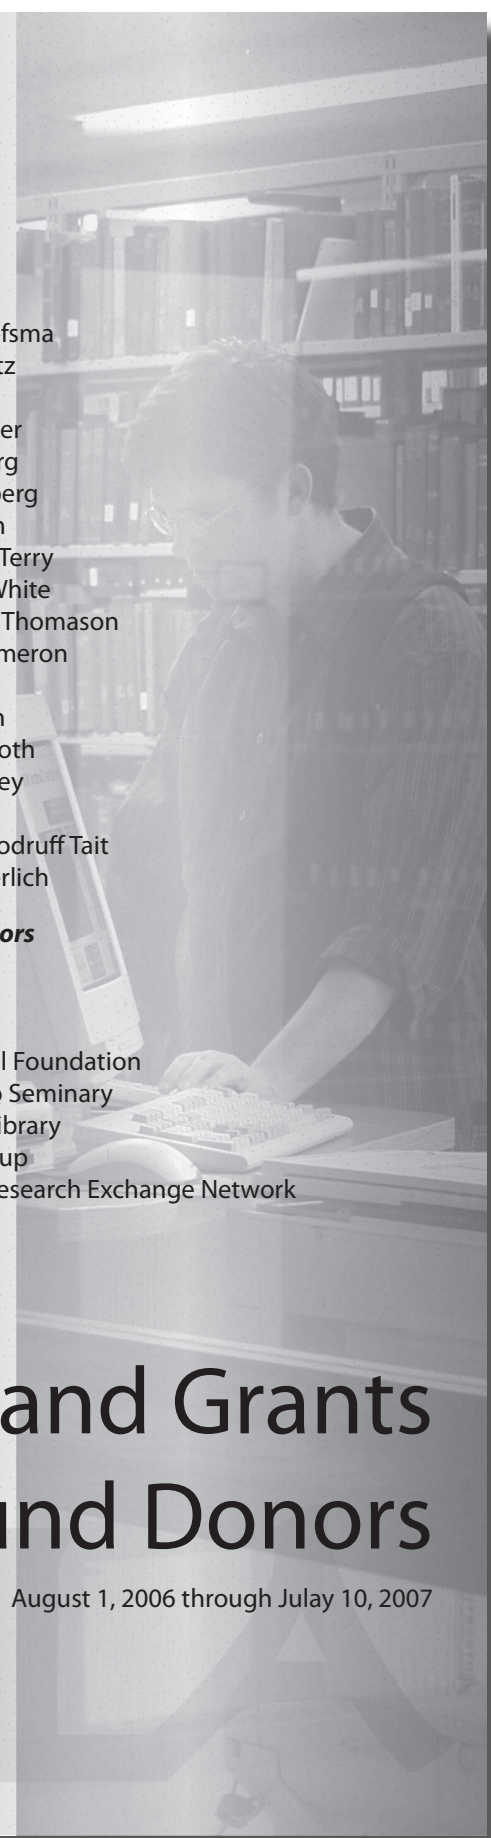 fsma
tz
er
rg
berg
n
Terry
White
Thomason
meron
n
oth
ey
odruff Tait
rlich
ors
l Foundation
o Seminary
ibrary
up
esearch Exchange Network
and Grants
und Donors
August 1, 2006 through Julay 10, 2007